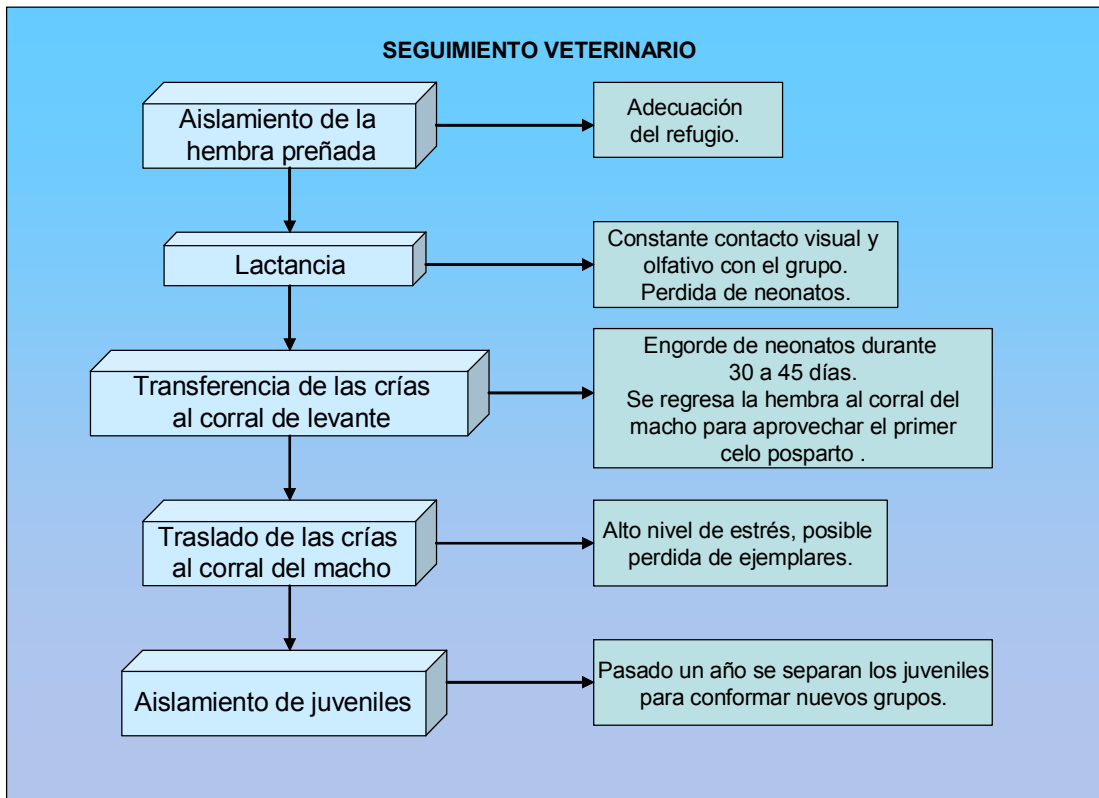 SEGUIMIENTO VETERINARIO
Aislamiento de la
hembra preñada
Adecuación
del refugio.
Lactancia
Constante contacto visual y
olfativo con el grupo.
Perdida de neonatos.
Transferencia de las crías
al corral de levante
Engorde de neonatos durante
30 a 45 días.
Se regresa la hembra al corral del
macho para aprovechar el primer
celo posparto .
Traslado de las crías
al corral del macho
Alto nivel de estrés, posible
perdida de ejemplares.
Aislamiento de juveniles
Pasado un año se separan los juveniles
para conformar nuevos grupos.